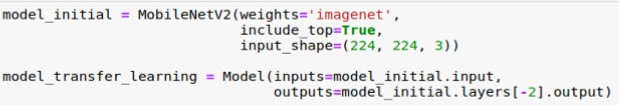 model_initial = MobileNetV2(weights='imagenet',
                            include_top=True,
                            input_shape=(224, 224, 3))
model_transfer_learning = Model(inputs=model_initial.input,
                                outputs=model_initial.layers[-2].output)